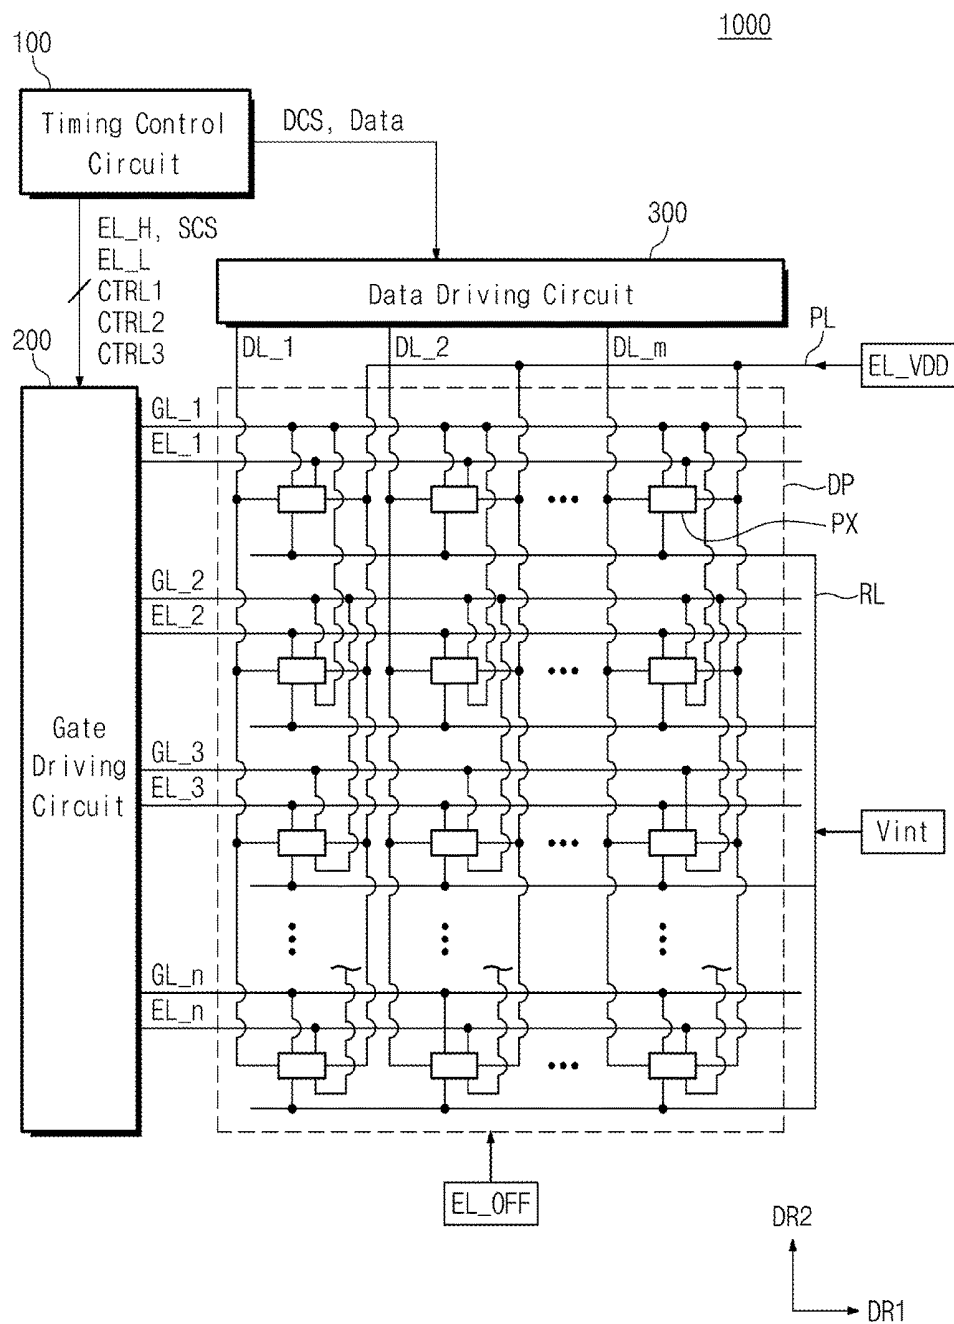 1000
100
Timing Control
Circuit
DCS, Data
EL_H, SCS
EL_L
CTRL1
CTRL2
CTRL3
300
Data Driving Circuit
200
DL_1
DL_2
DL_m
PL
EL_VDD
GL_1
EL_1
DP
PX
GL_2
EL_2
RL
Gate
Driving
Circuit
GL_3
EL_3
Vint
GL_n
EL_n
EL_OFF
DR2
DR1